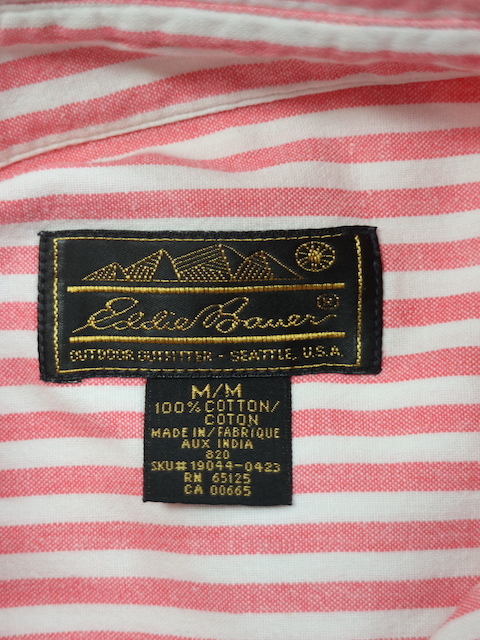 Eddie Bauer ®
OUTDOOR OUTFITTER - SEATTLE, U.S.A.
M/M
100% COTTON/
COTON
MADE IN/FABRIQUE
AUX INDIA
820
SKU# 19044-0423
RN 65125
CA 00665